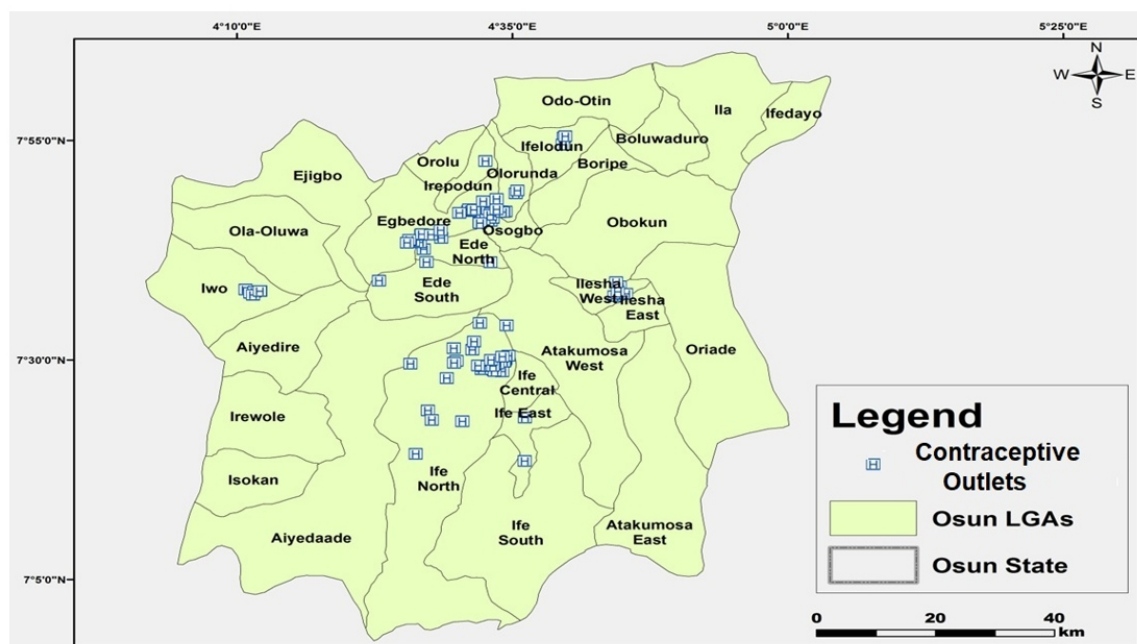 4°10'0"E
4°35'0"E
5°0'0"E
5°25'0"E
N
W
E
S
7°55'0"N
7°30'0"N
7°5'0"N
Odo-Otin
Ila
Ifedayo
Boluwaduro
Ifelodun
Boripe
Orolu
Olorunda
Irepodun
Ejigbo
Egbedore
Obokun
Osogbo
Ola-Oluwa
Ede
North
Ede
South
Iwo
Ilesha
West
Ilesha
East
Aiyedire
Atakumosa
West
Oriade
Ife
Central
Irewole
Ife East
Ife
North
Isokan
Ife
South
Atakumosa
East
Aiyedaade
Legend
Contraceptive
Outlets
Osun LGAs
Osun State
0 20 40
km